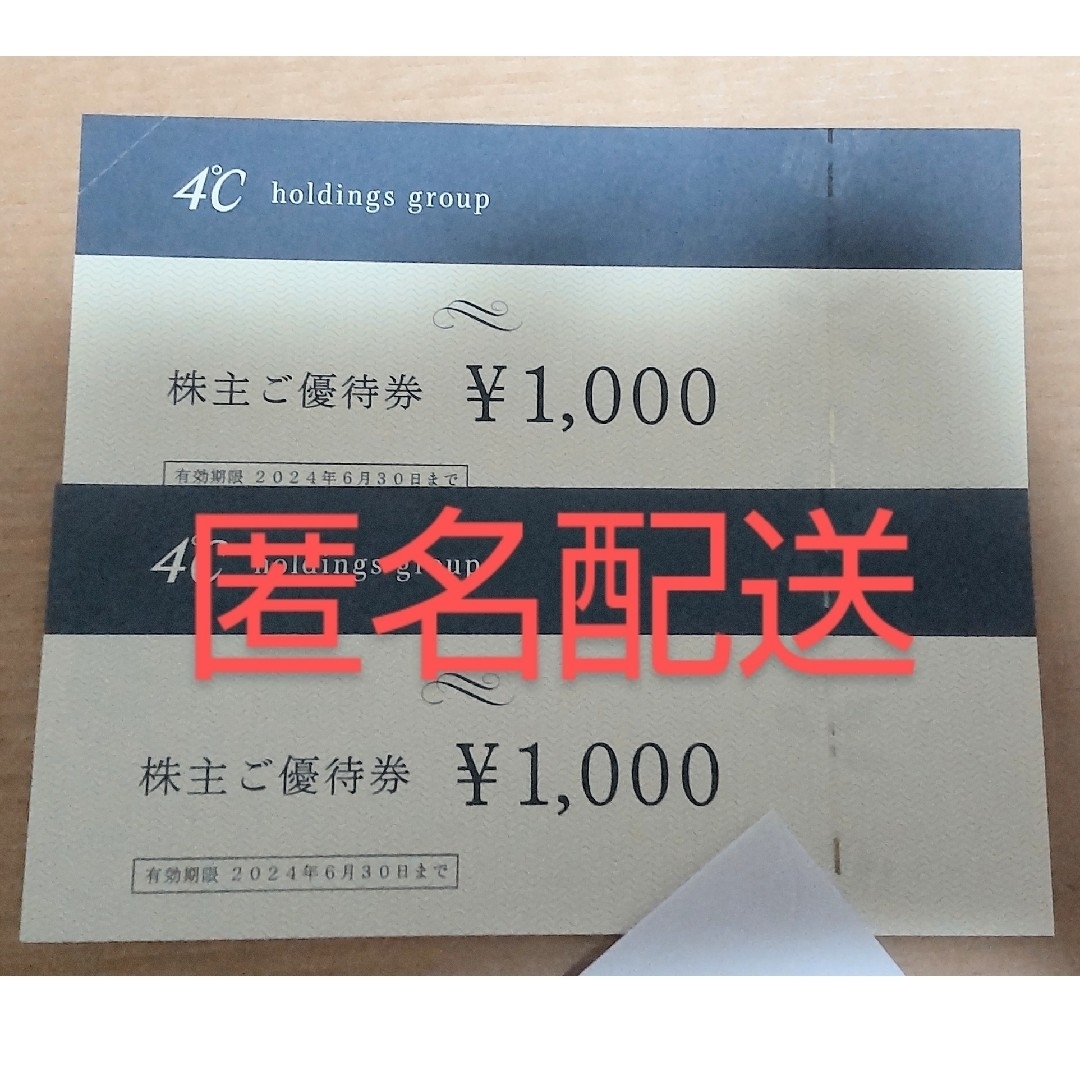 4℃ holdings group
株主ご優待券 ¥1,000
有効期限 2024年6月30日まで
4℃ holdings group
匿名配送
株主ご優待券 ¥1,000
有効期限 2024年6月30日まで